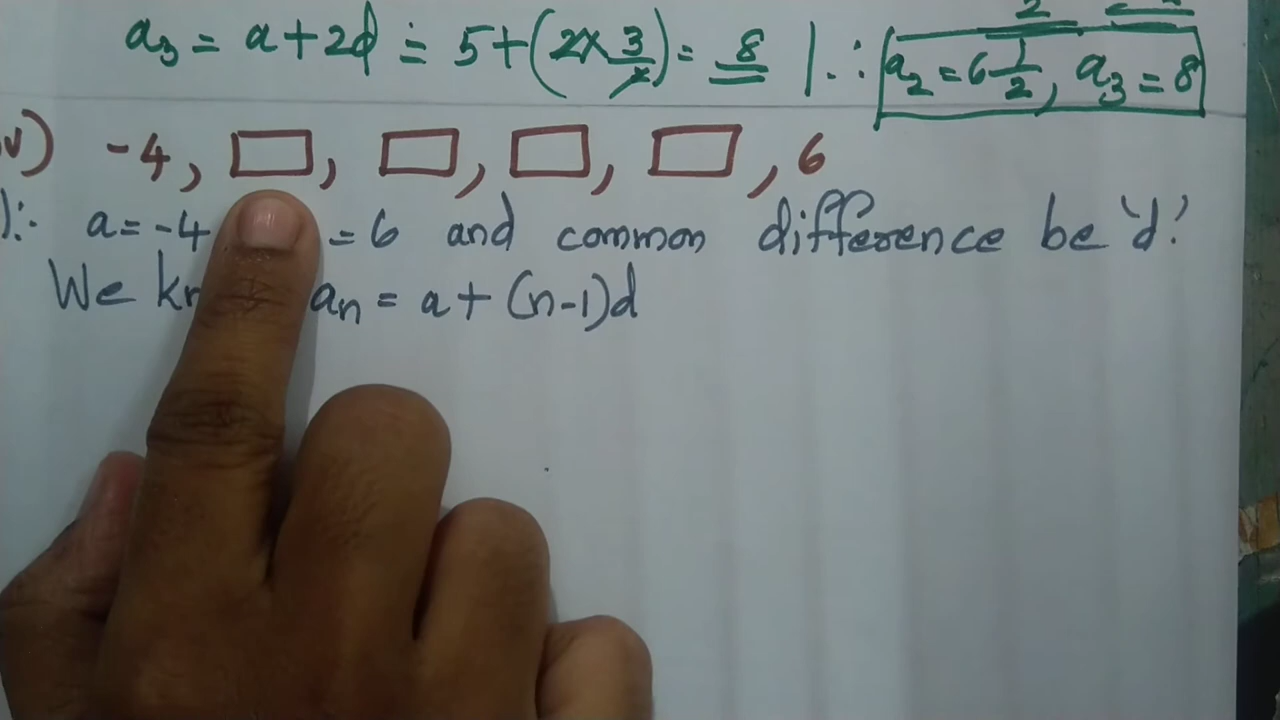 a₃ = a+2d = 5+(2×3/2) = 8 | ∴ a₂ = 6 1/2, a₃ = 8
v) -4, □, □, □, □, 6
):- a=-4 =6 and common difference be 'd'.
We aₙ = a+(n-1)d